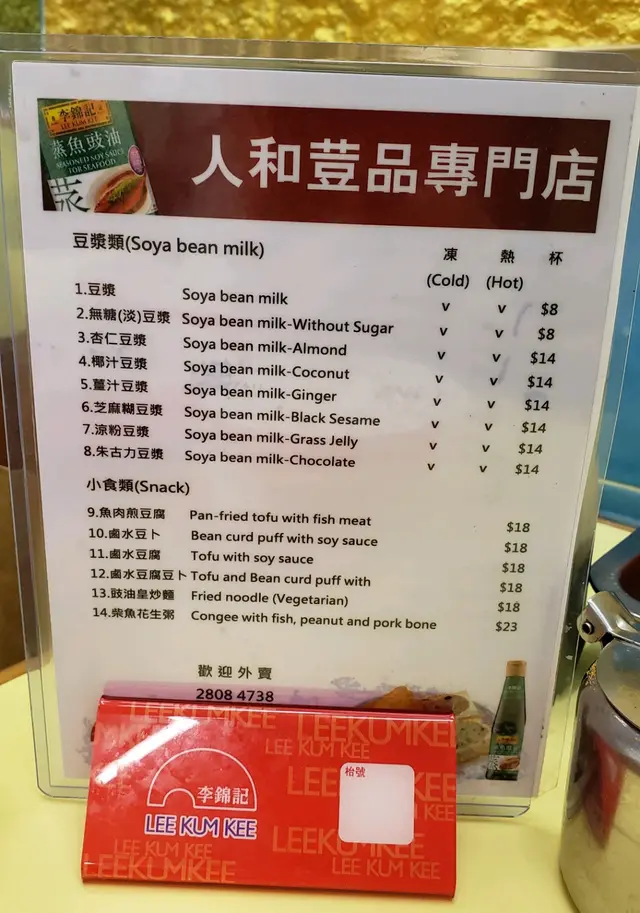 李錦記
LEE KUM KEE
蒸魚豉油
SEASONED SOY SAUCE
FOR SEAFOOD
蒸
人和荳品專門店
豆漿類(Soya bean milk) 凍 熱 杯
(Cold) (Hot)
1.豆漿 Soya bean milk v v $8
2.無糖(淡)豆漿 Soya bean milk-Without Sugar v v $8
3.杏仁豆漿 Soya bean milk-Almond v v $14
4.椰汁豆漿 Soya bean milk-Coconut v v $14
5.薑汁豆漿 Soya bean milk-Ginger v v $14
6.芝麻糊豆漿 Soya bean milk-Black Sesame v v $14
7.涼粉豆漿 Soya bean milk-Grass Jelly v v $14
8.朱古力豆漿 Soya bean milk-Chocolate v v $14
小食類(Snack)
9.魚肉煎豆腐 Pan-fried tofu with fish meat $18
10.鹵水豆卜 Bean curd puff with soy sauce $18
11.鹵水豆腐 Tofu with soy sauce $18
12.鹵水豆腐豆卜 Tofu and Bean curd puff with $18
13.豉油皇炒麵 Fried noodle (Vegetarian) $18
14.柴魚花生粥 Congee with fish, peanut and pork bone $23
歡迎外賣
2808 4738
LEEKUMKEE LEEKUMKEE
LEE KUM KEE
枱號
李錦記
LEE KUM KEE
LEE KUM KEE
LEEKUMKEE
LEE KUM KEE
LEEKUMKEE
LEE KUM KEE